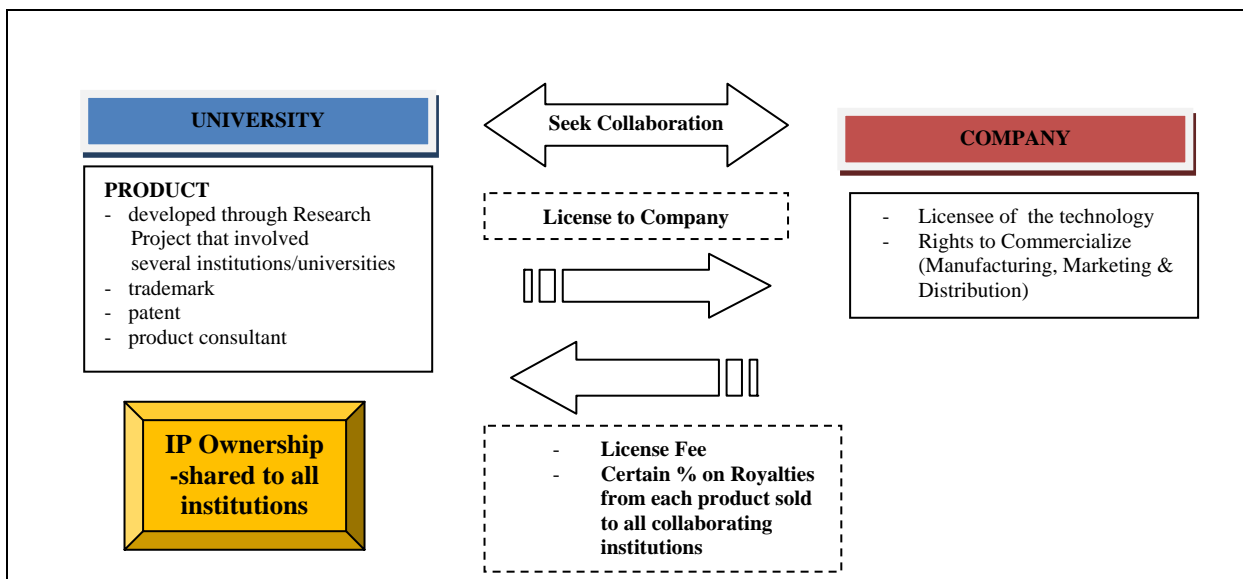 UNIVERSITY
PRODUCT
- developed through Research
Project that involved
several institutions/universities
- trademark
- patent
- product consultant
IP Ownership
-shared to all
institutions
Seek Collaboration
License to Company
- License Fee
- Certain % on Royalties
from each product sold
to all collaborating
institutions
COMPANY
- Licensee of the technology
- Rights to Commercialize
(Manufacturing, Marketing &
Distribution)